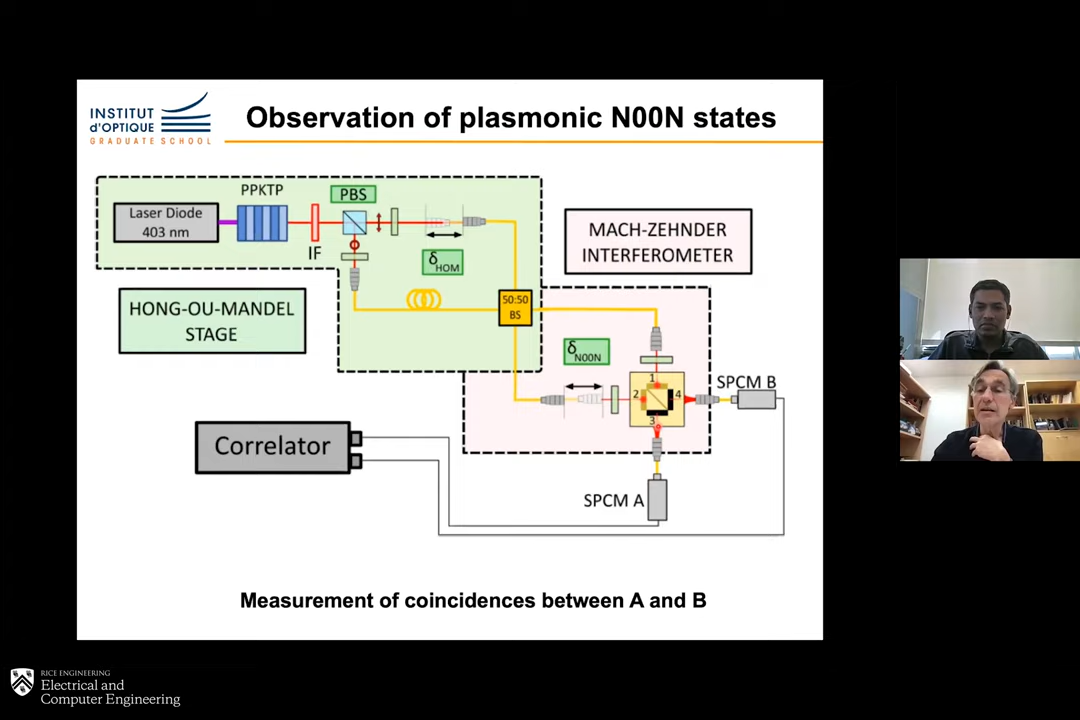 INSTITUT
d'OPTIQUE
GRADUATE SCHOOL
Observation of plasmonic N00N states
PPKTP
PBS
Laser Diode
403 nm
IF
δHOM
MACH-ZEHNDER
INTERFEROMETER
HONG-OU-MANDEL
STAGE
50:50
BS
δN00N
1
2
4
3
SPCM B
Correlator
SPCM A
Measurement of coincidences between A and B
RICE ENGINEERING
Electrical and
Computer Engineering